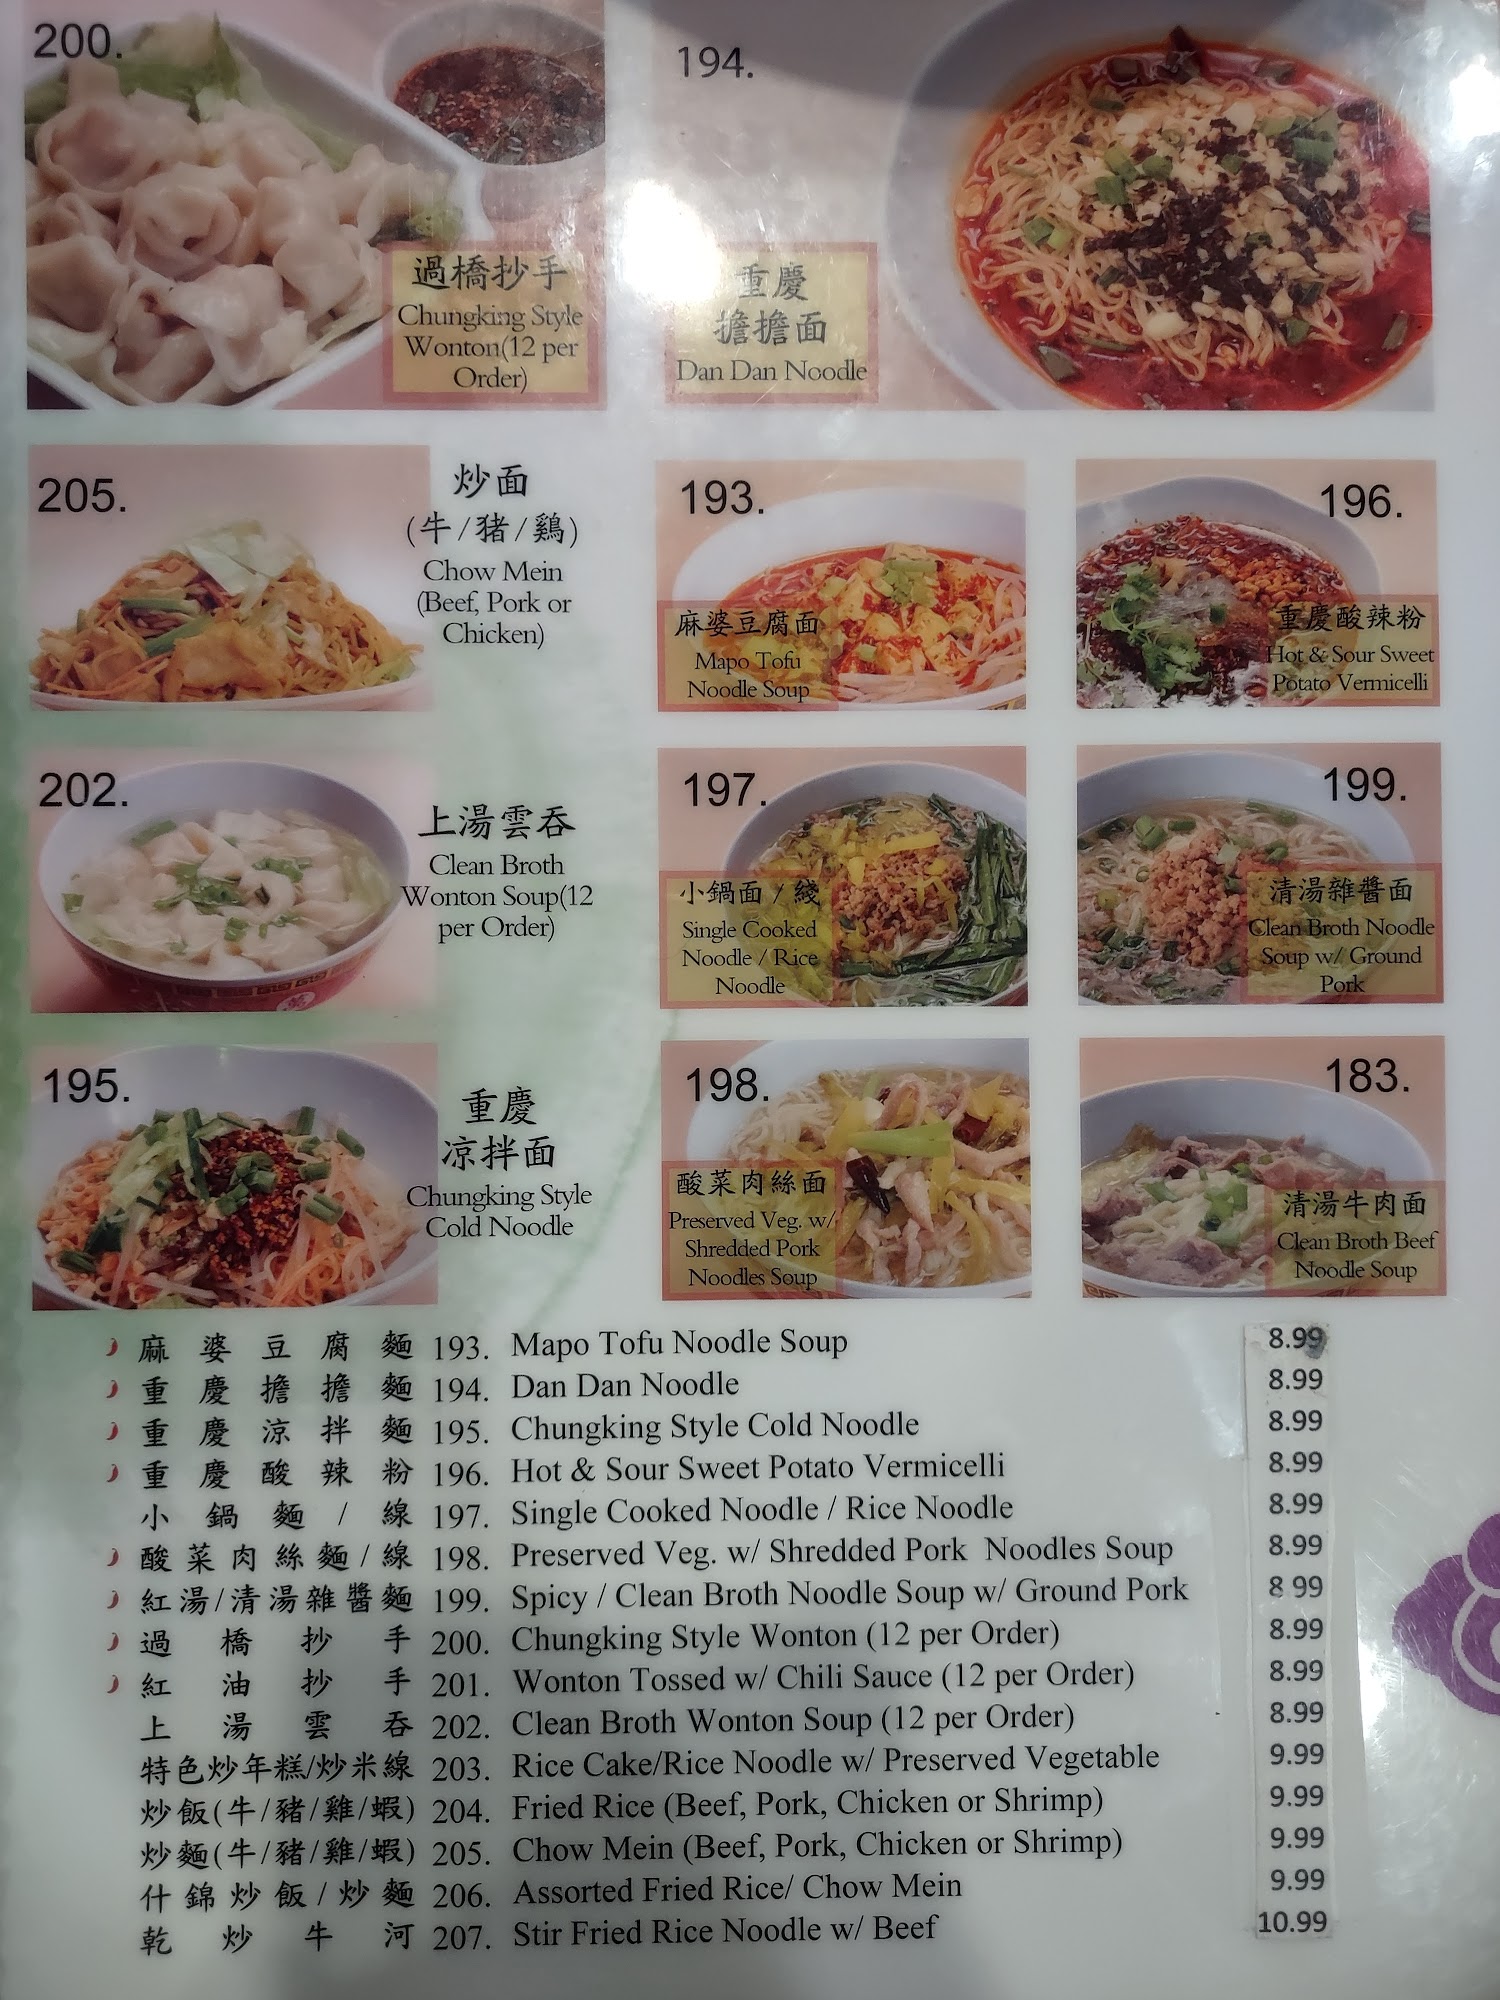 200.
過橋抄手
Chungking Style
Wonton(12 per
Order)
194.
重慶
擔擔面
Dan Dan Noodle
205.
炒面
(牛/猪/鷄)
Chow Mein
(Beef, Pork or
Chicken)
193.
麻婆豆腐面
Mapo Tofu
Noodle Soup
196.
重慶酸辣粉
Hot & Sour Sweet
Potato Vermicelli
202.
上湯雲吞
Clean Broth
Wonton Soup(12
per Order)
197.
小鍋面 / 綫
Single Cooked
Noodle / Rice
Noodle
199.
清湯雜醬面
Clean Broth Noodle
Soup w/ Ground
Pork
195.
重慶
凉拌面
Chungking Style
Cold Noodle
198.
酸菜肉絲面
Preserved Veg. w/
Shredded Pork
Noodles Soup
183.
清湯牛肉面
Clean Broth Beef
Noodle Soup
麻婆豆腐麵 193. Mapo Tofu Noodle Soup 8.99
重慶擔擔麵 194. Dan Dan Noodle 8.99
重慶涼拌麵 195. Chungking Style Cold Noodle 8.99
重慶酸辣粉 196. Hot & Sour Sweet Potato Vermicelli 8.99
小鍋麵/線 197. Single Cooked Noodle / Rice Noodle 8.99
酸菜肉絲麵/線 198. Preserved Veg. w/ Shredded Pork Noodles Soup 8.99
紅湯/清湯雜醬麵 199. Spicy / Clean Broth Noodle Soup w/ Ground Pork 8.99
過橋抄手 200. Chungking Style Wonton (12 per Order) 8.99
紅油抄手 201. Wonton Tossed w/ Chili Sauce (12 per Order) 8.99
上湯雲吞 202. Clean Broth Wonton Soup (12 per Order) 8.99
特色炒年糕/炒米線 203. Rice Cake/Rice Noodle w/ Preserved Vegetable 9.99
炒飯(牛/豬/雞/蝦) 204. Fried Rice (Beef, Pork, Chicken or Shrimp) 9.99
炒麵(牛/豬/雞/蝦) 205. Chow Mein (Beef, Pork, Chicken or Shrimp) 9.99
什錦炒飯/炒麵 206. Assorted Fried Rice/ Chow Mein 9.99
乾炒牛河 207. Stir Fried Rice Noodle w/ Beef 10.99